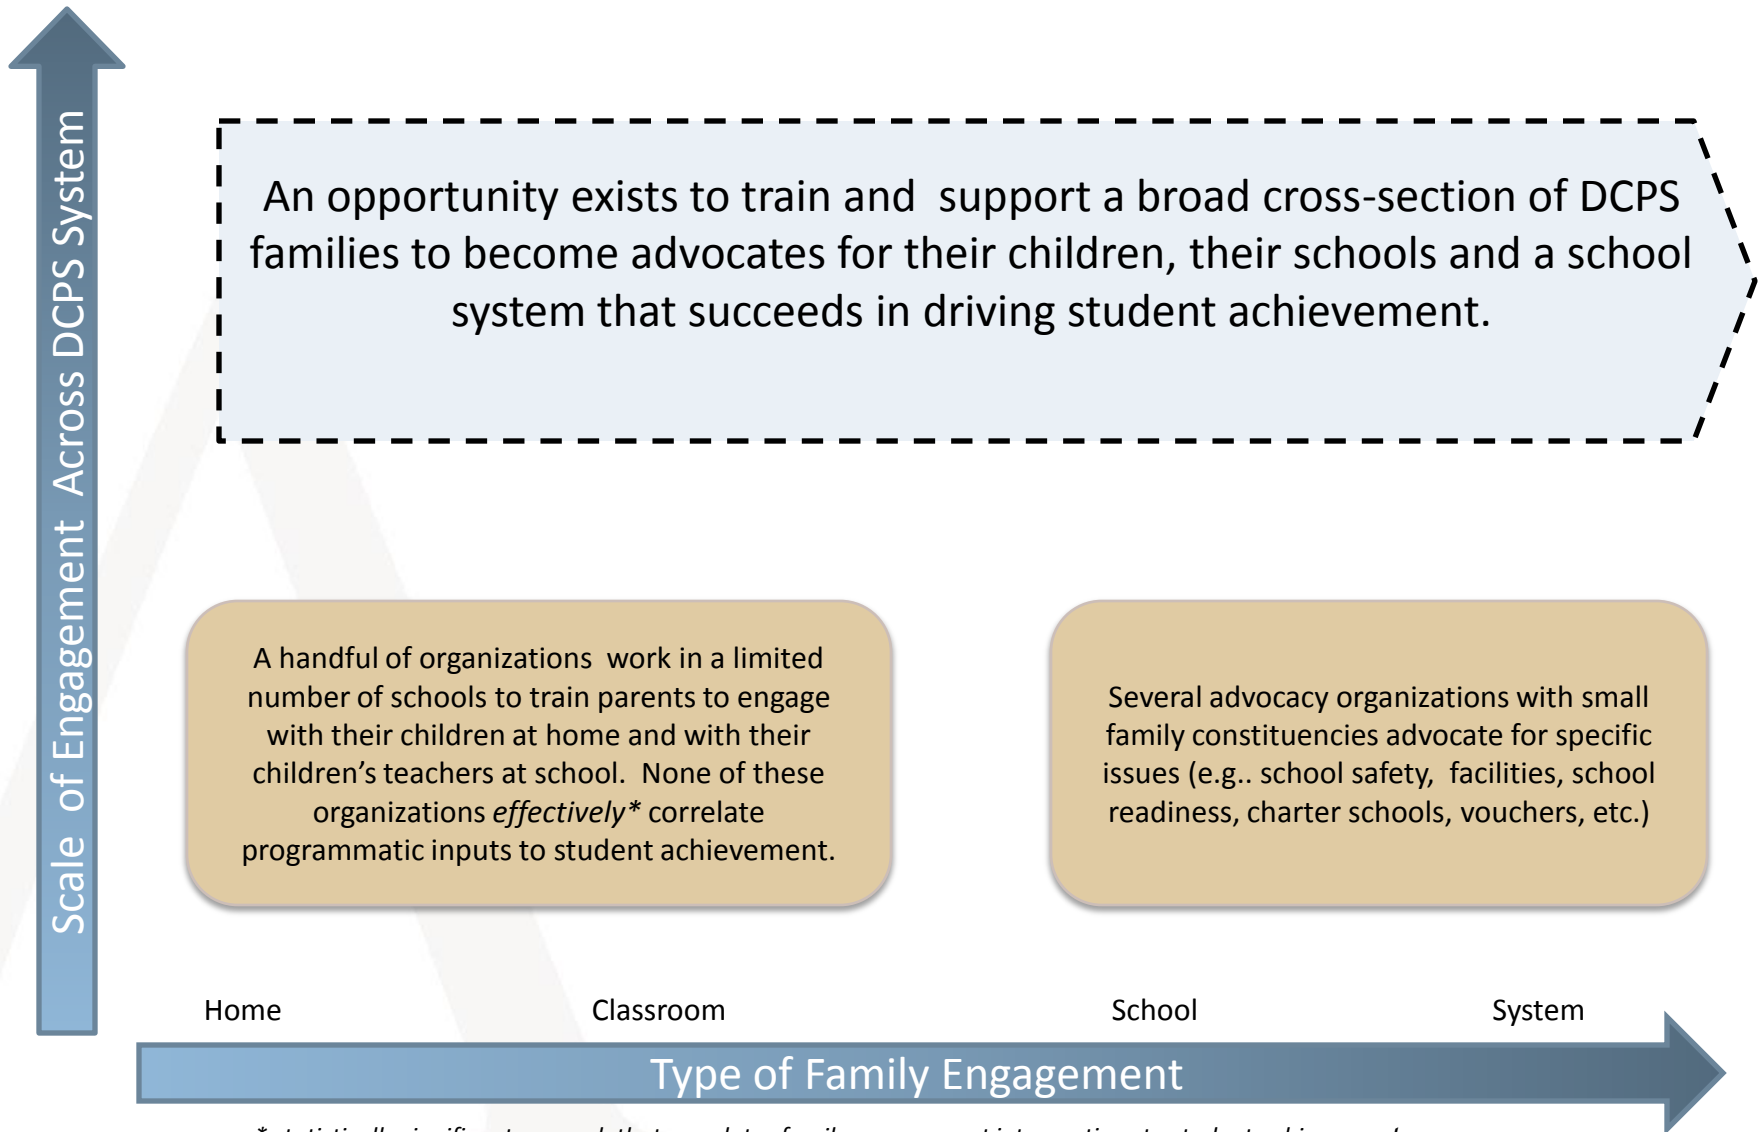 Scale of Engagement Across DCPS System
An opportunity exists to train and support a broad cross-section of DCPS
families to become advocates for their children, their schools and a school
system that succeeds in driving student achievement.
A handful of organizations work in a limited
number of schools to train parents to engage
with their children at home and with their
children’s teachers at school. None of these
organizations effectively* correlate
programmatic inputs to student achievement.
Several advocacy organizations with small
family constituencies advocate for specific
issues (e.g.. school safety, facilities, school
readiness, charter schools, vouchers, etc.)
Home Classroom School System
Type of Family Engagement